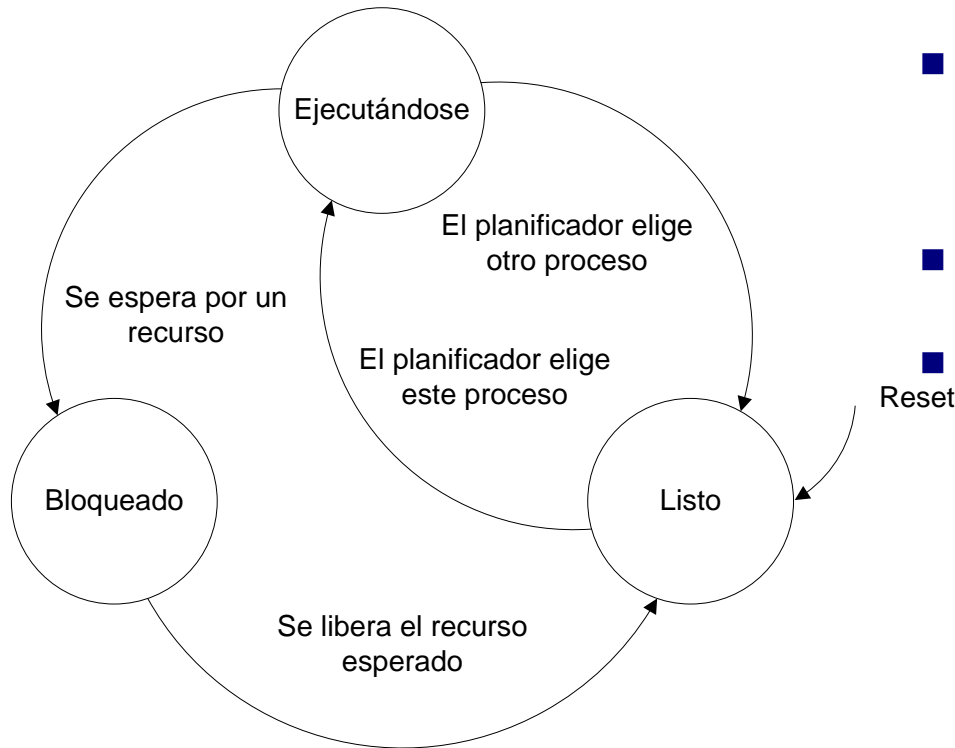 Ejecutándose
El planificador elige
otro proceso
Se espera por un
recurso
El planificador elige
este proceso
Reset
Bloqueado
Listo
Se libera el recurso
esperado